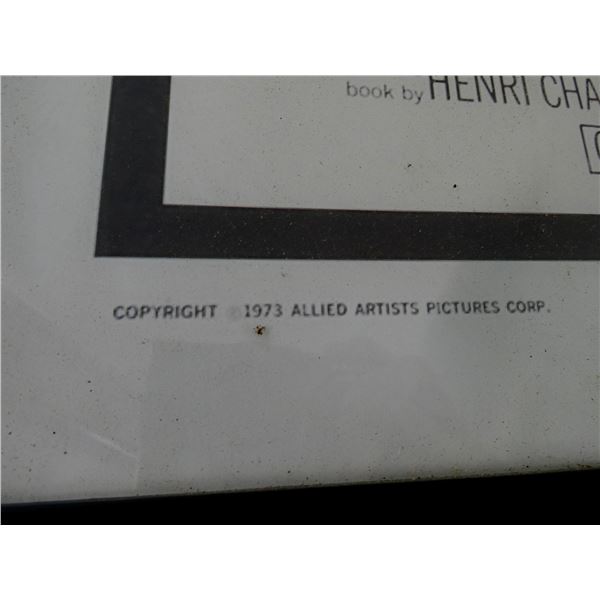 book by HENRI CHA
COPYRIGHT © 1973 ALLIED ARTISTS PICTURES CORP.